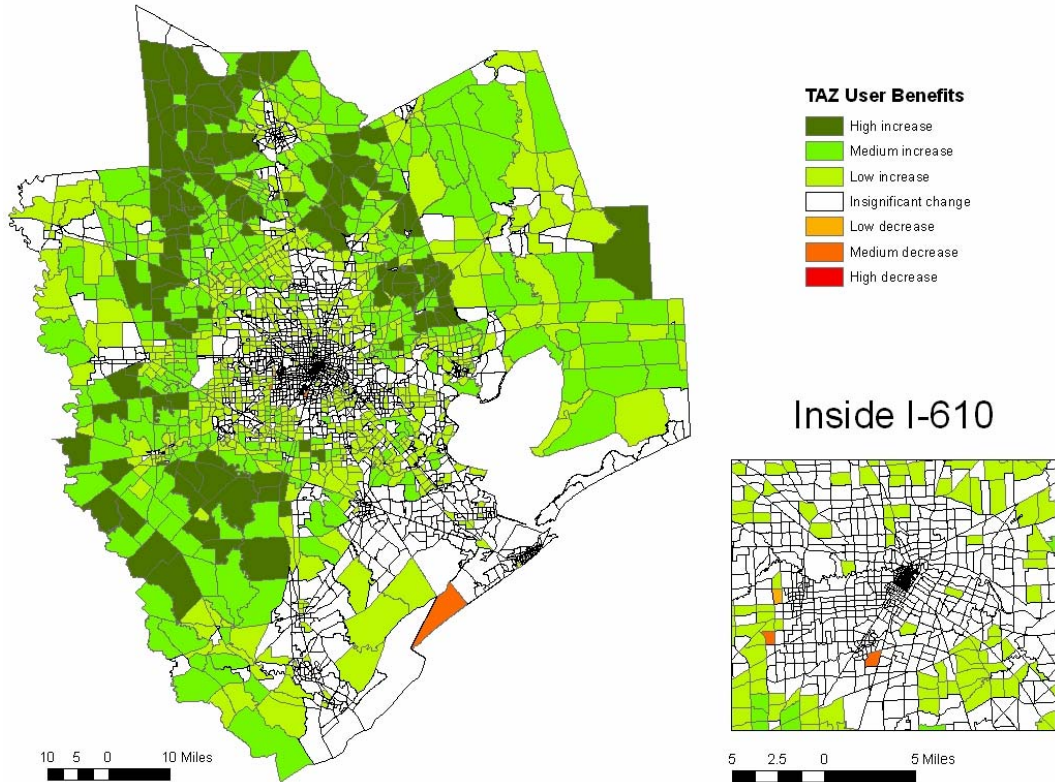 TAZ User Benefits
High increase
Medium increase
Low increase
Insignificant change
Low decrease
Medium decrease
High decrease
Inside I-610
10 5 0 10 Miles
5 2.5 0 5 Miles